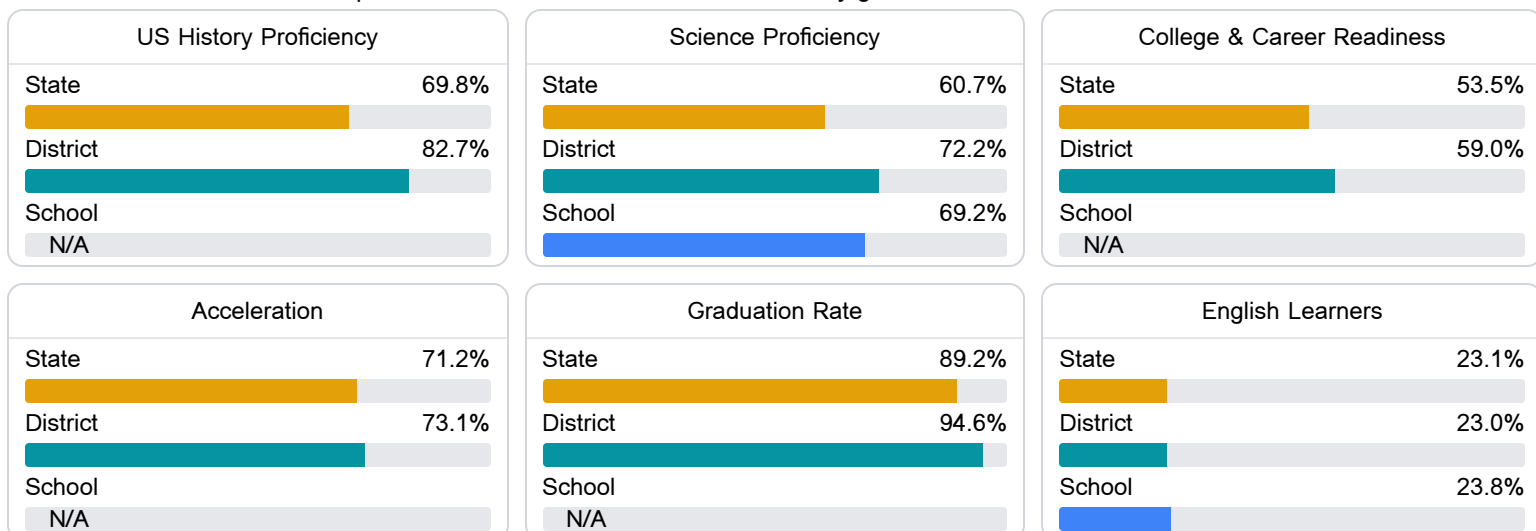 US History Proficiency
State 69.8%
District 82.7%
School
N/A
Science Proficiency
State 60.7%
District 72.2%
School 69.2%
College & Career Readiness
State 53.5%
District 59.0%
School
N/A
Acceleration
State 71.2%
District 73.1%
School
N/A
Graduation Rate
State 89.2%
District 94.6%
School
N/A
English Learners
State 23.1%
District 23.0%
School 23.8%